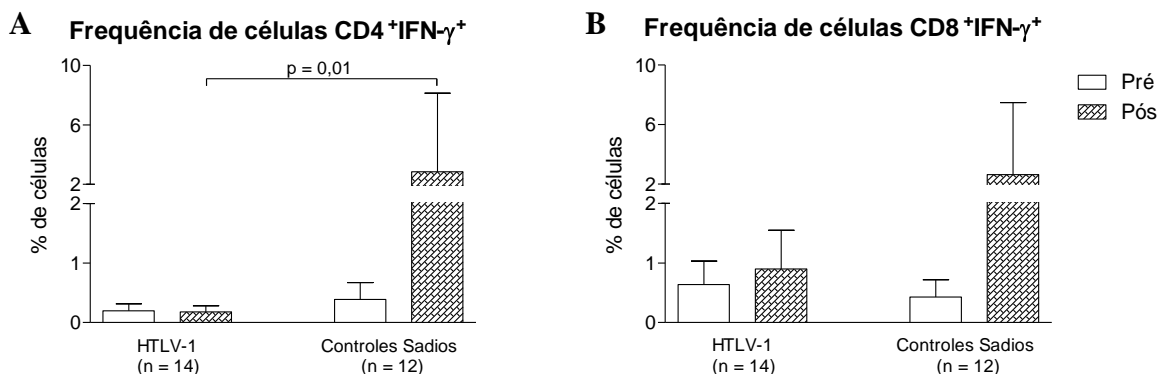 A Frequência de células CD4⁺IFN-γ⁺
% de células
10
6
2
2
1
0
p = 0,01
HTLV-1
(n = 14)
Controles Sadios
(n = 12)
B Frequência de células CD8⁺IFN-γ⁺
% de células
10
6
2
2
1
0
HTLV-1
(n = 14)
Controles Sadios
(n = 12)
Pré
Pós